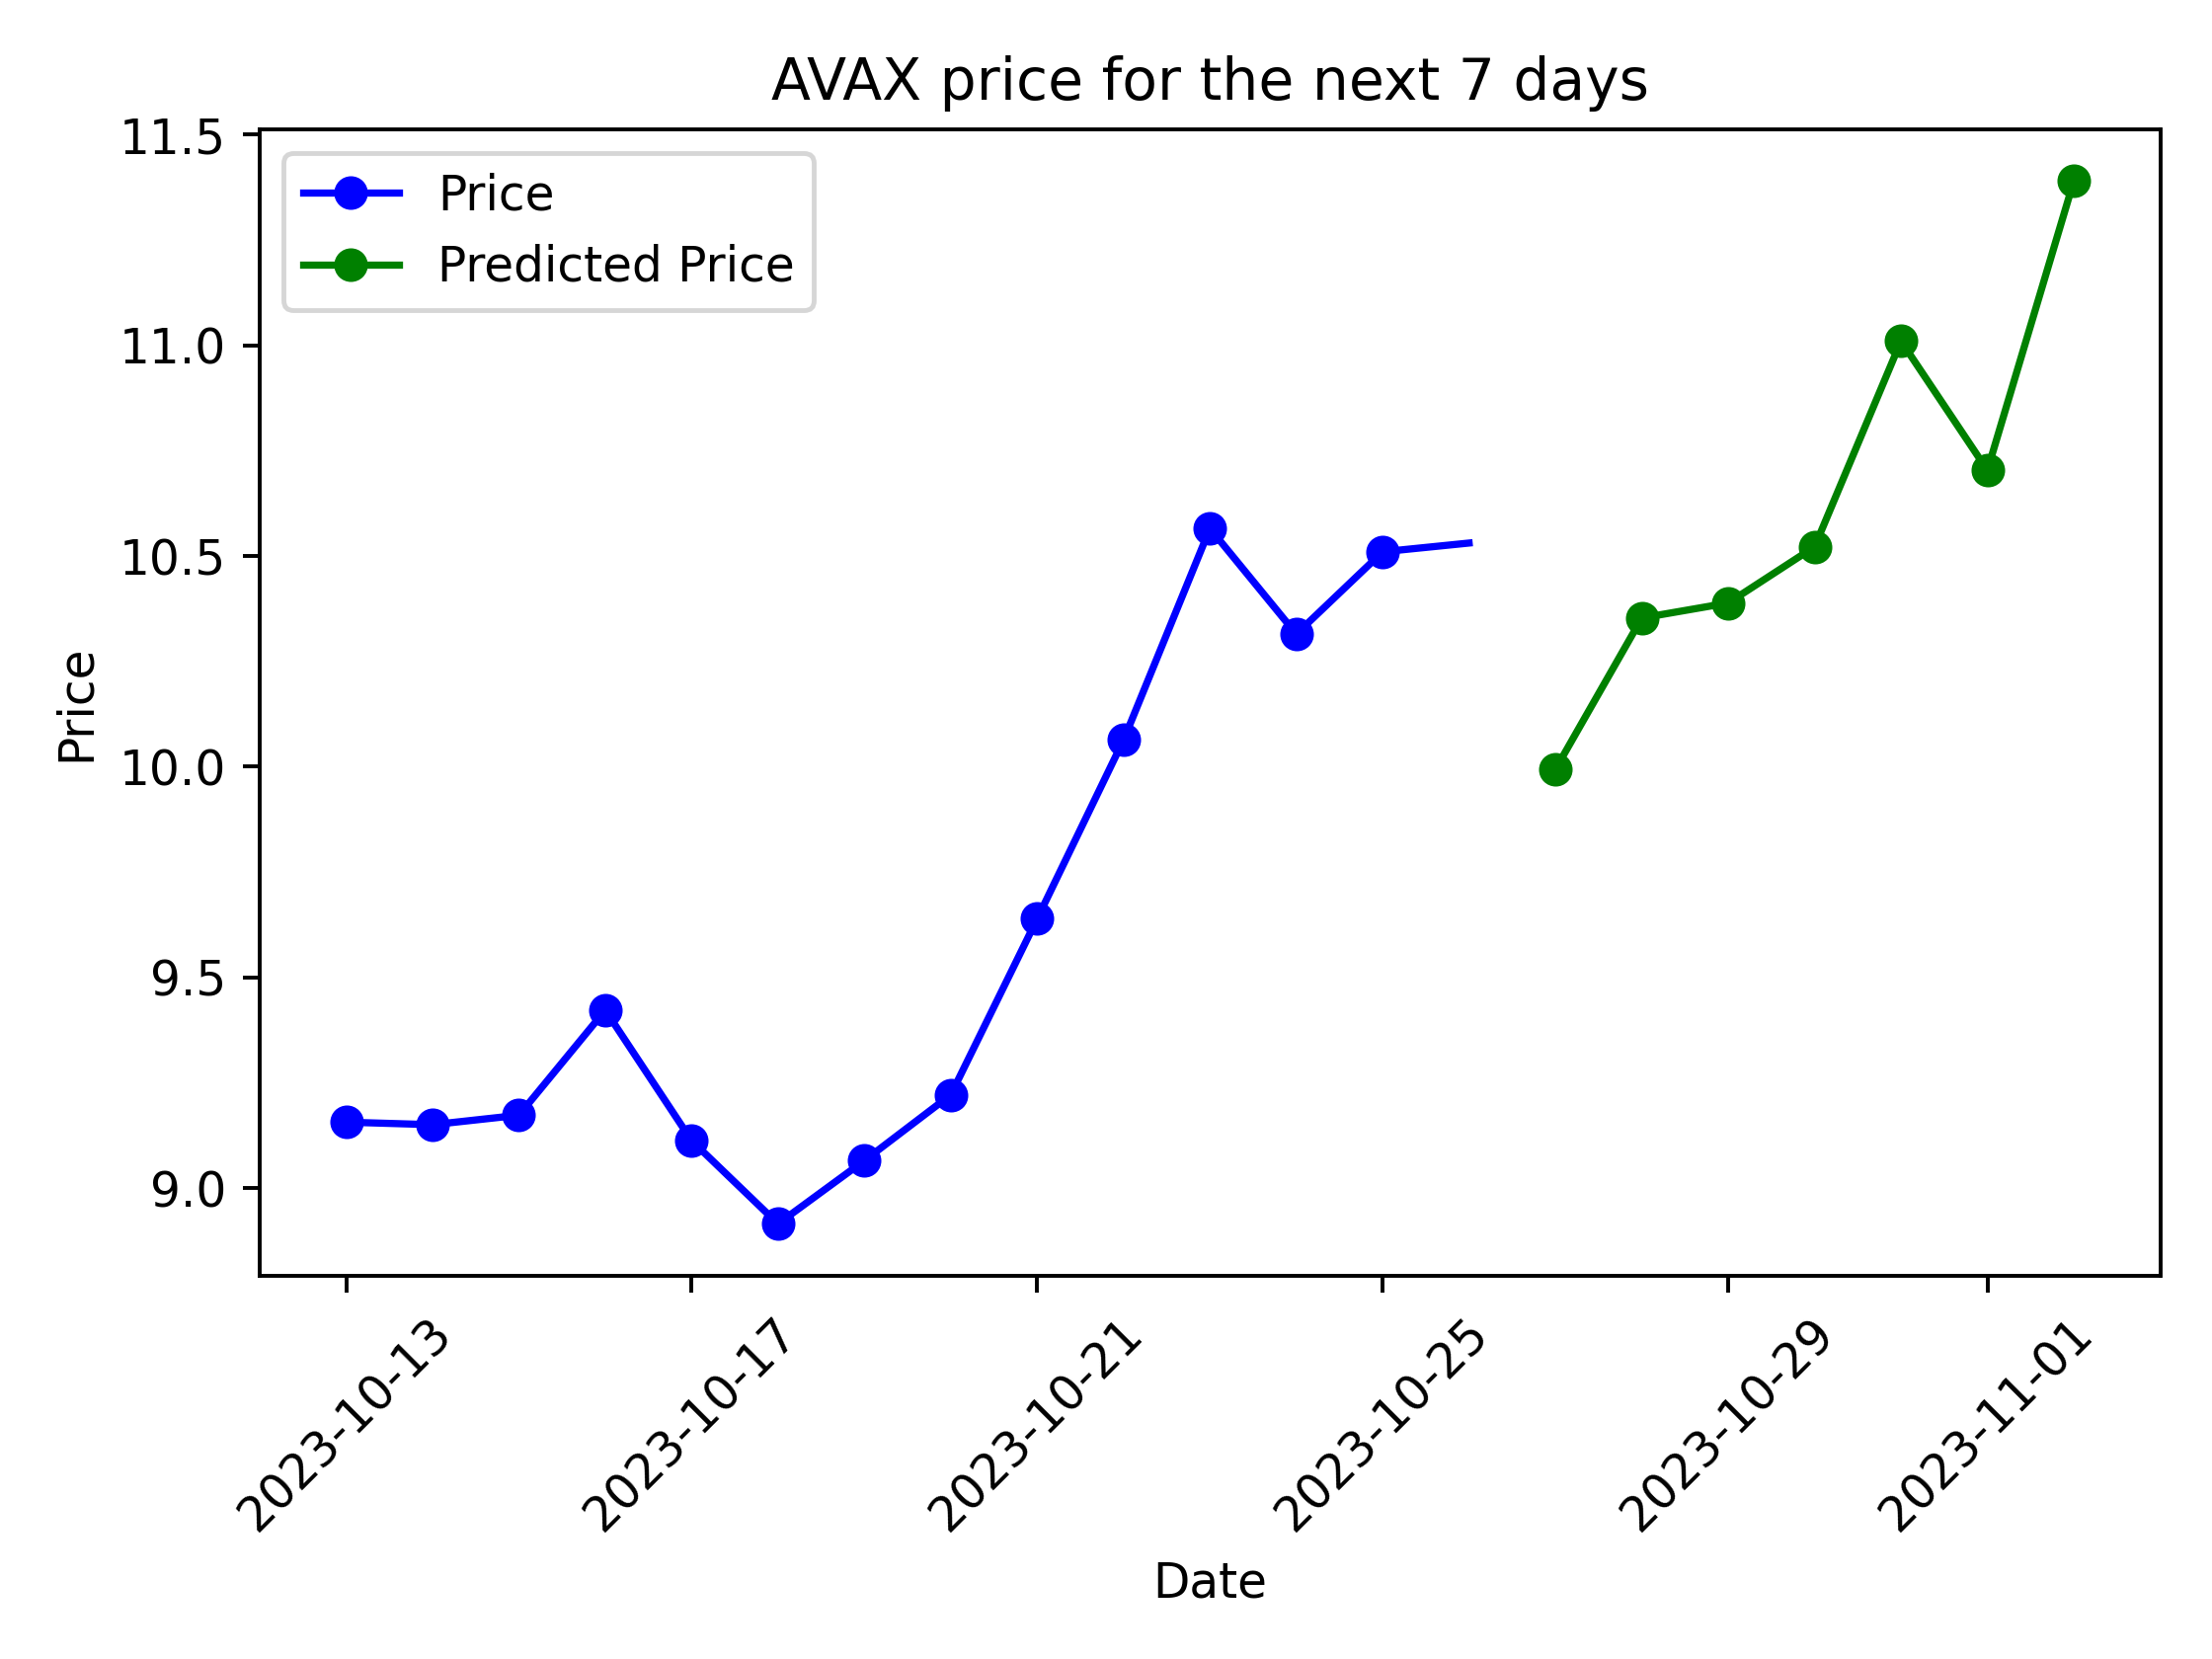 AVAX price for the next 7 days
Price
Predicted Price
11.5
11.0
10.5
10.0
9.5
9.0
Price
2023-10-13
2023-10-17
2023-10-21
2023-10-25
2023-10-29
2023-11-01
Date